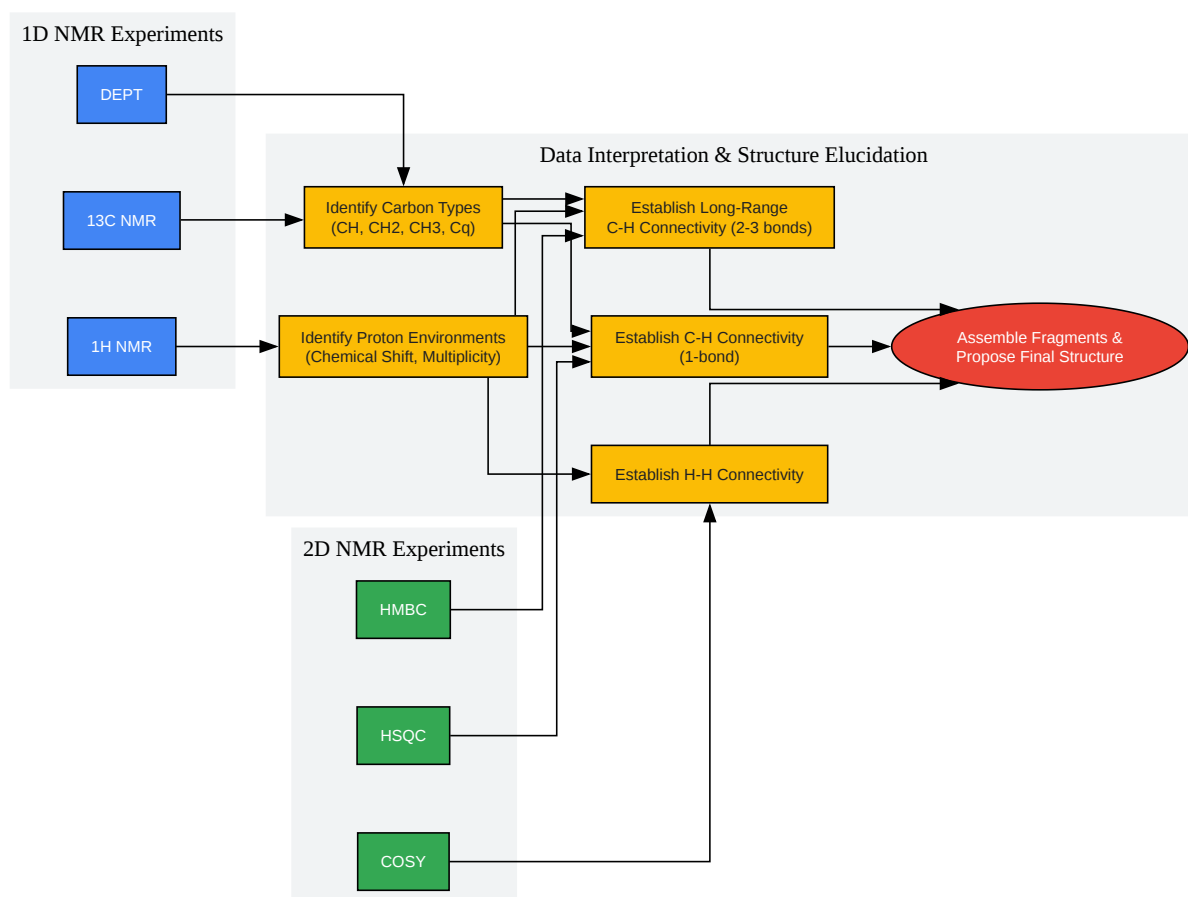 1D NMR Experiments
DEPT
13C NMR
1H NMR
Data Interpretation & Structure Elucidation
Identify Carbon Types
(CH, CH2, CH3, Cq)
Establish Long-Range
C-H Connectivity (2-3 bonds)
Identify Proton Environments
(Chemical Shift, Multiplicity)
Establish C-H Connectivity
(1-bond)
Assemble Fragments &
Propose Final Structure
Establish H-H Connectivity
2D NMR Experiments
HMBC
HSQC
COSY